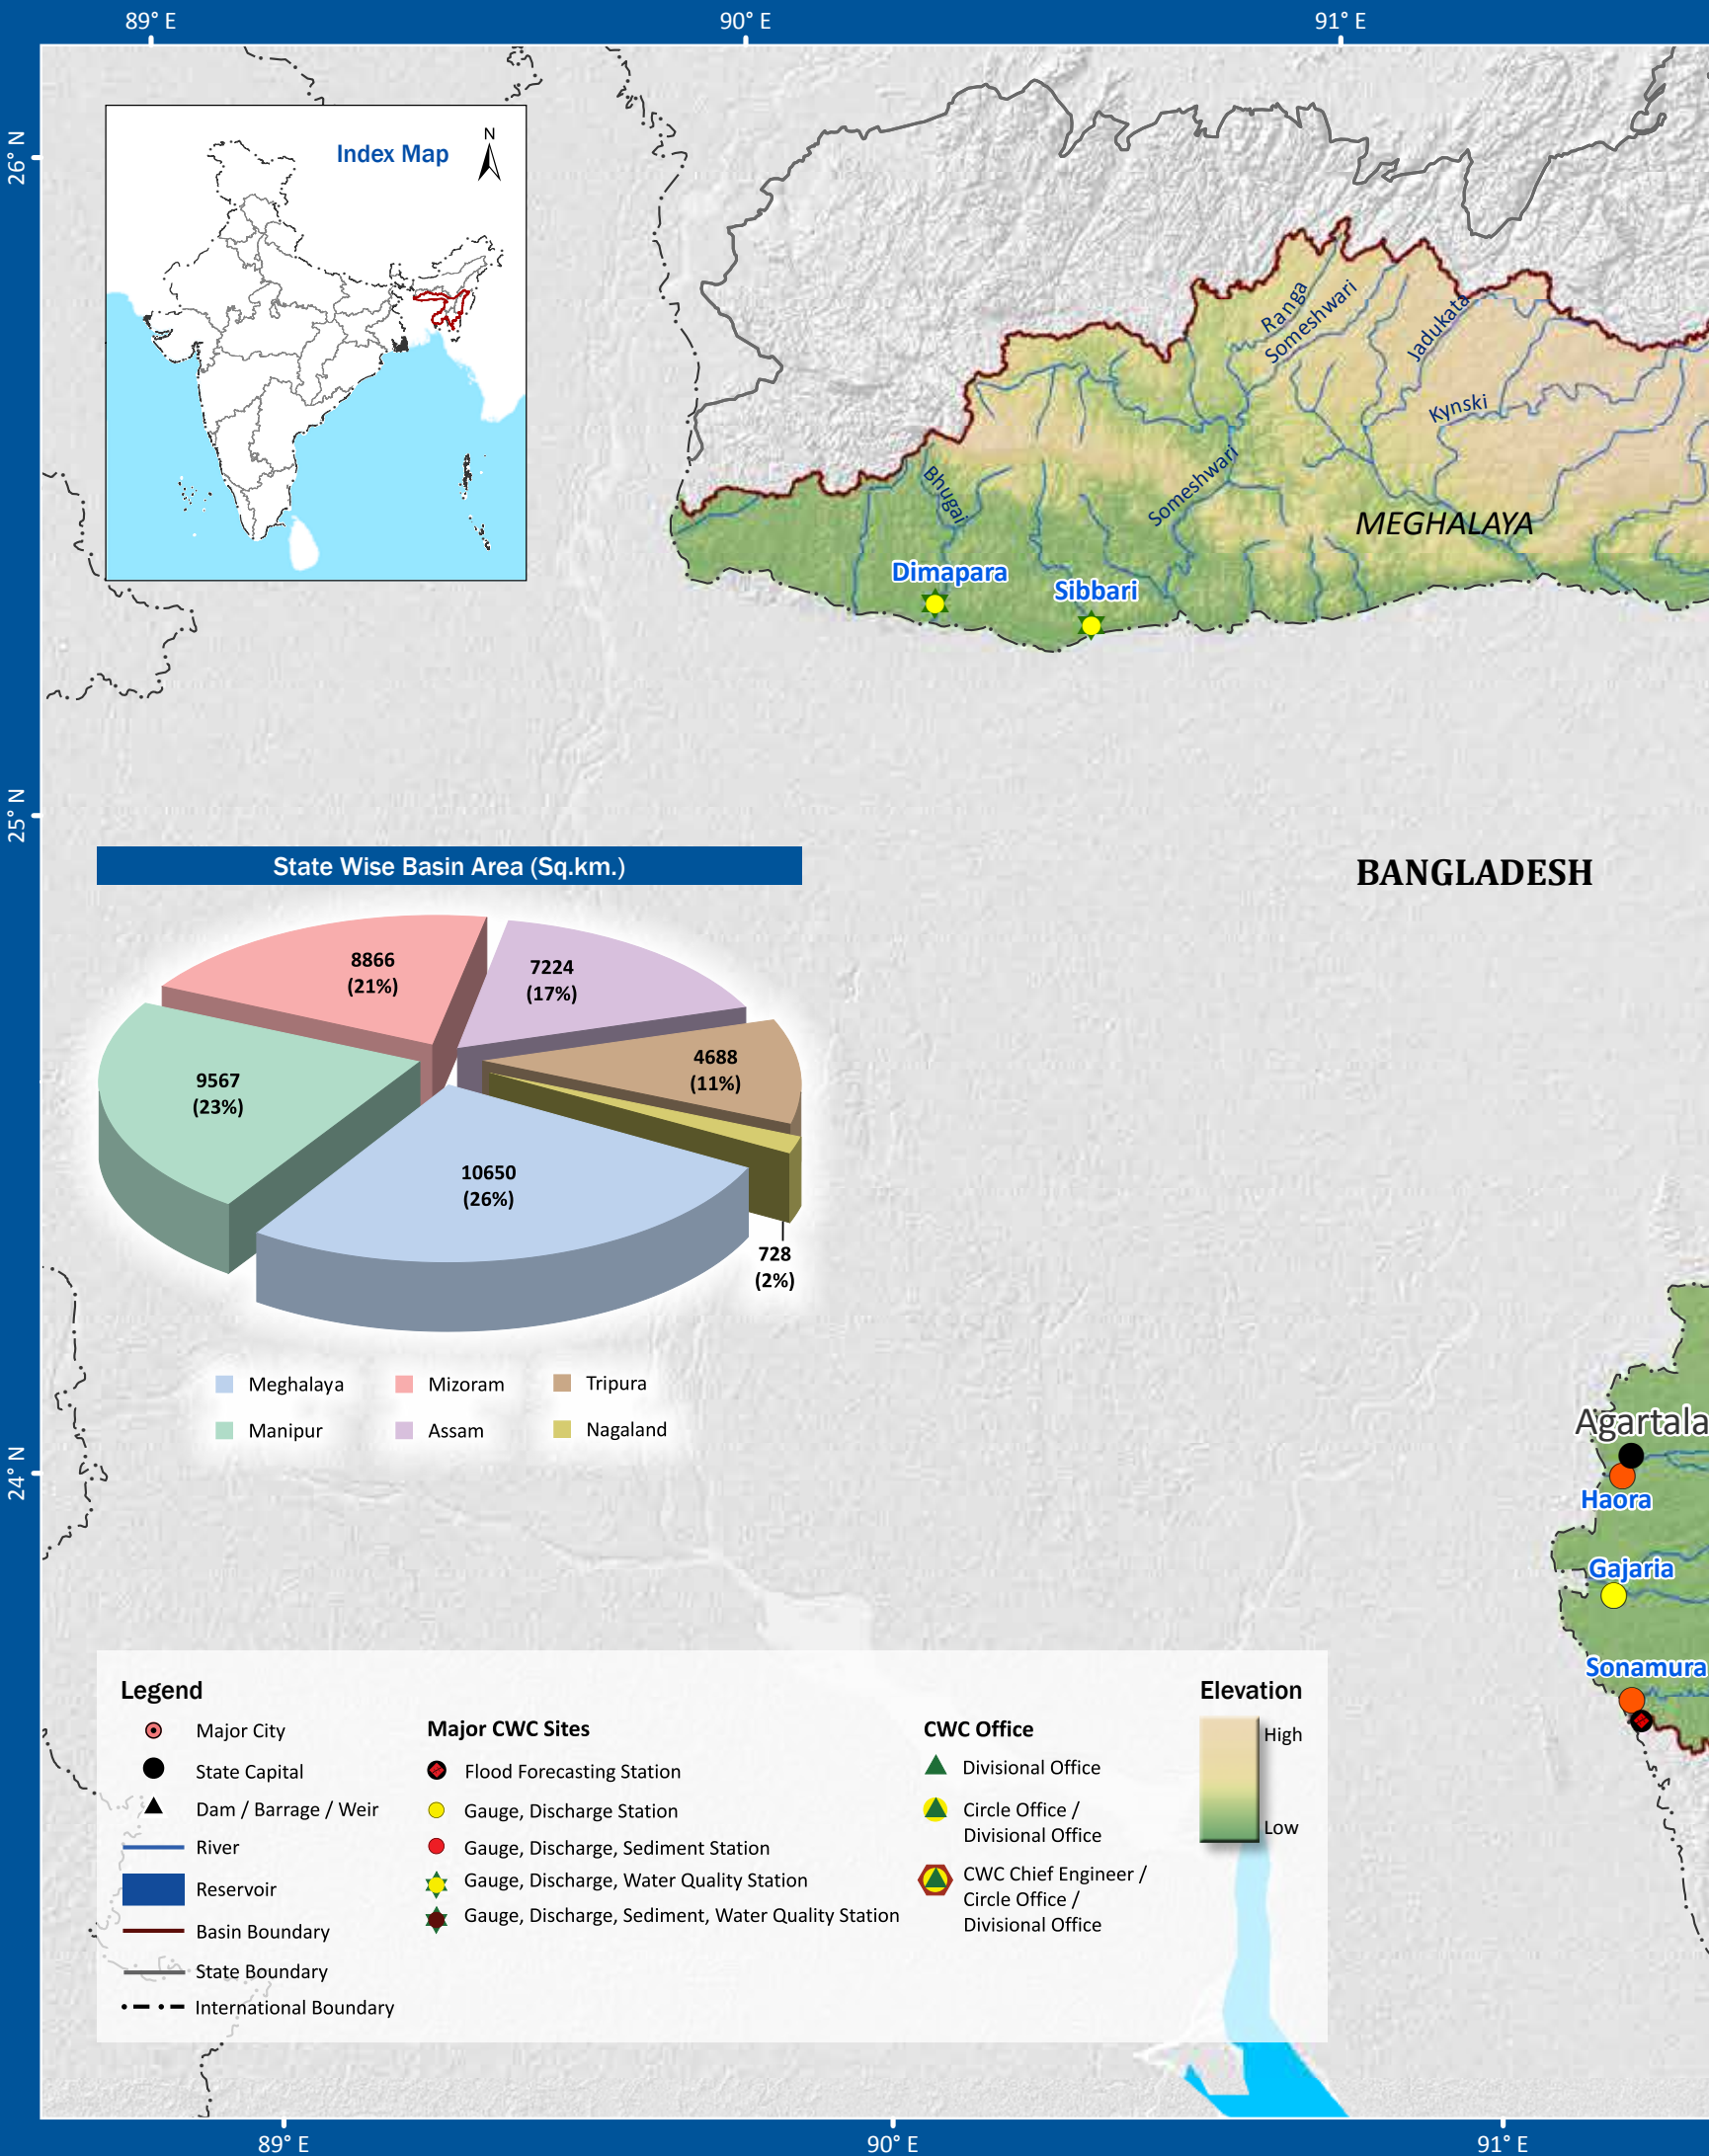 89° E
90° E
91° E
26° N
25° N
24° N
Index Map
N
Ranga
Someshwari
Jadukata
Kynski
Bhugai
Someshwari
MEGHALAYA
Dimapara
Sibbari
BANGLADESH
State Wise Basin Area (Sq.km.)
8866
(21%)
7224
(17%)
4688
(11%)
9567
(23%)
10650
(26%)
728
(2%)
Meghalaya
Mizoram
Tripura
Manipur
Assam
Nagaland
Agartala
Haora
Gajaria
Sonamura
Legend
Major City
State Capital
Dam / Barrage / Weir
River
Reservoir
Basin Boundary
State Boundary
International Boundary
Major CWC Sites
Flood Forecasting Station
Gauge, Discharge Station
Gauge, Discharge, Sediment Station
Gauge, Discharge, Water Quality Station
Gauge, Discharge, Sediment, Water Quality Station
CWC Office
Divisional Office
Circle Office /
Divisional Office
CWC Chief Engineer /
Circle Office /
Divisional Office
Elevation
High
Low
89° E
90° E
91° E